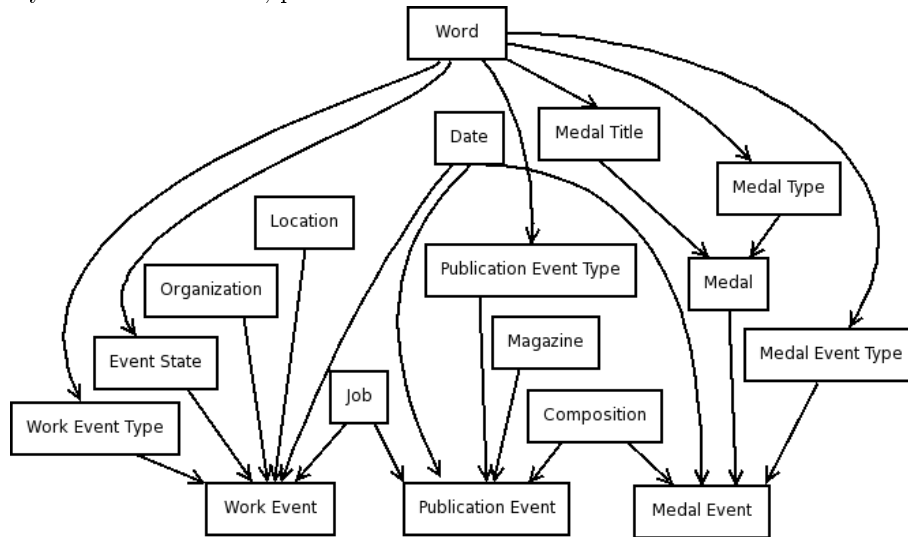 Word
Date
Medal Title
Medal Type
Location
Publication Event Type
Organization
Medal
Magazine
Medal Event Type
Event State
Job
Composition
Work Event Type
Work Event
Publication Event
Medal Event